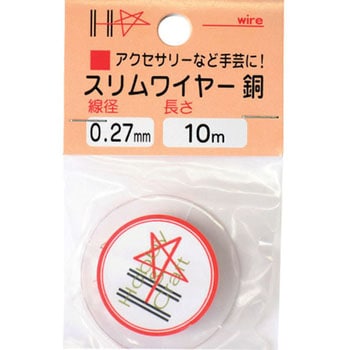 wire
アクセサリーなど手芸に!
スリムワイヤー 銅
線径 長さ
0.27mm 10m
Craft